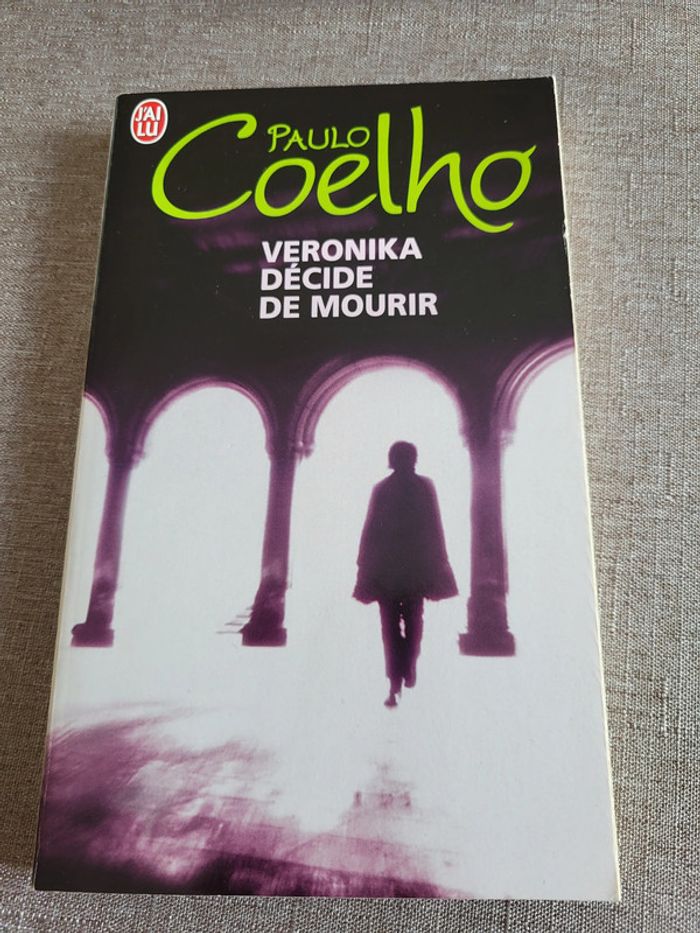 J'AI
LU
PAULO
Coelho
VERONIKA
DÉCIDE
DE MOURIR